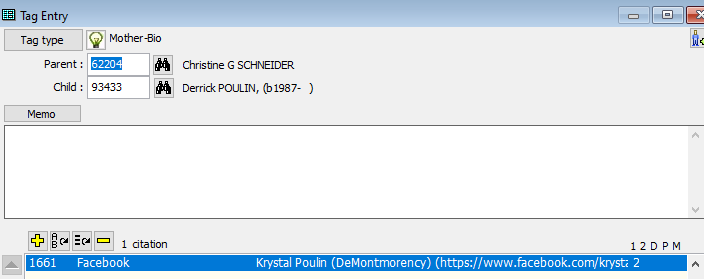 Tag Entry
Tag type Mother-Bio
Parent : 62204 Christine G SCHNEIDER
Child : 93433 Derrick POULIN, (b1987- )
Memo
1 citation 1 2 D P M
1661 Facebook Krystal Poulin (DeMontmorency) (https://www.facebook.com/krysta 2